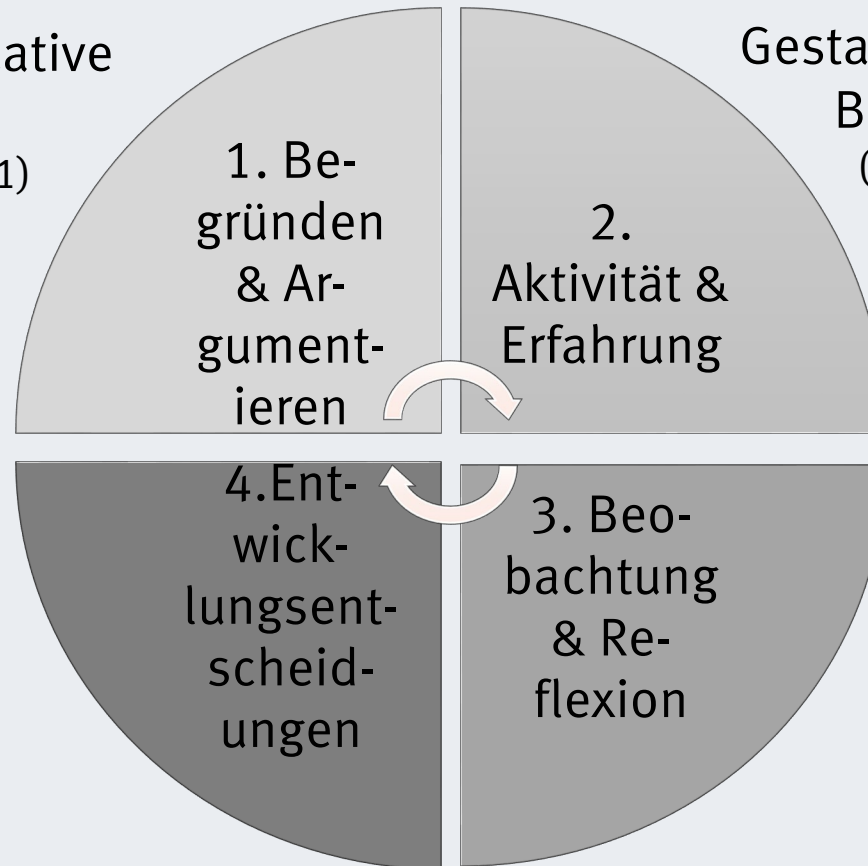 ative
1)
Gesta
B
(
1. Be-
gründen
& Ar-
gument-
ieren
2.
Aktivität &
Erfahrung
4.Ent-
wick-
lungsent-
scheid-
ungen
3. Beo-
bachtung
& Re-
flexion